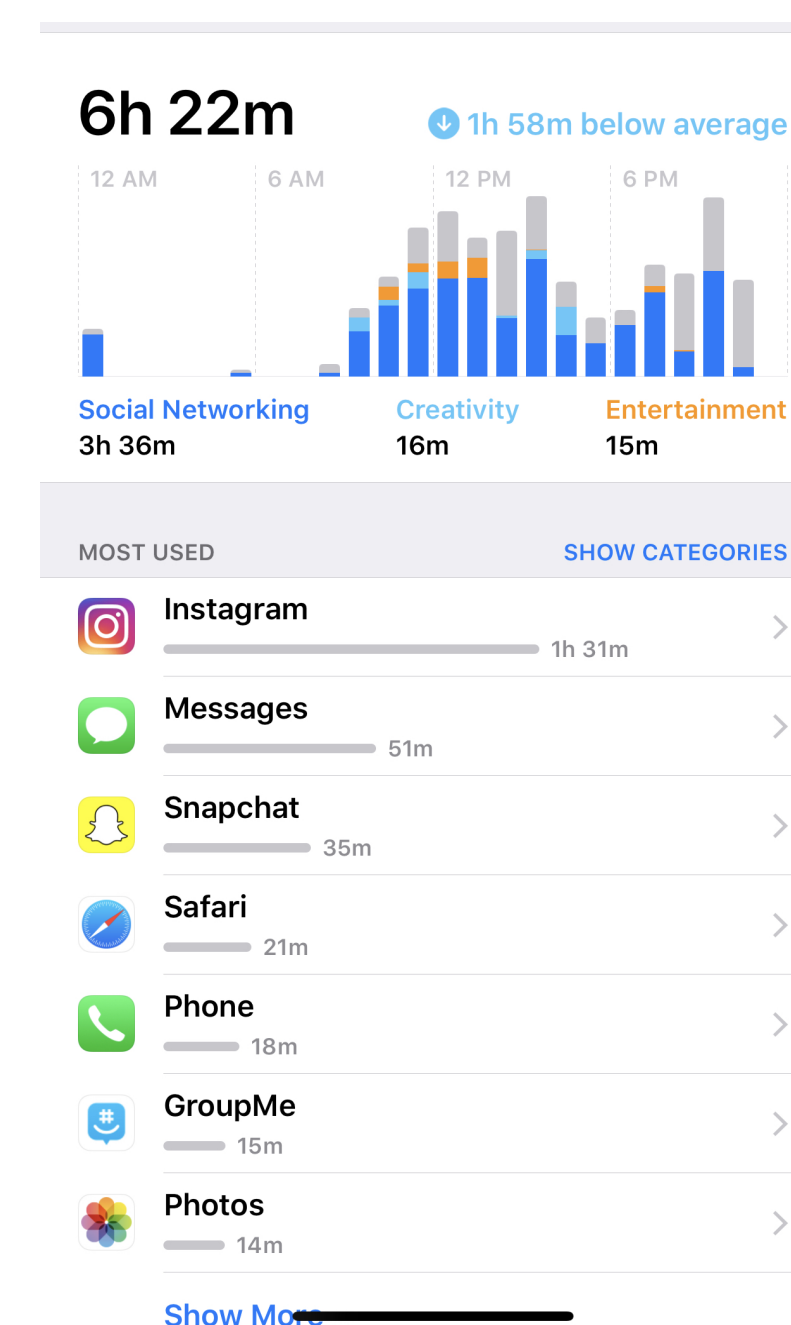 6h 22m
1h 58m below average
12 AM 6 AM 12 PM 6 PM
Social Networking Creativity Entertainment
3h 36m 16m 15m
MOST USED SHOW CATEGORIES
Instagram
1h 31m
Messages
51m
Snapchat
35m
Safari
21m
Phone
18m
GroupMe
#
15m
Photos
14m
Show More